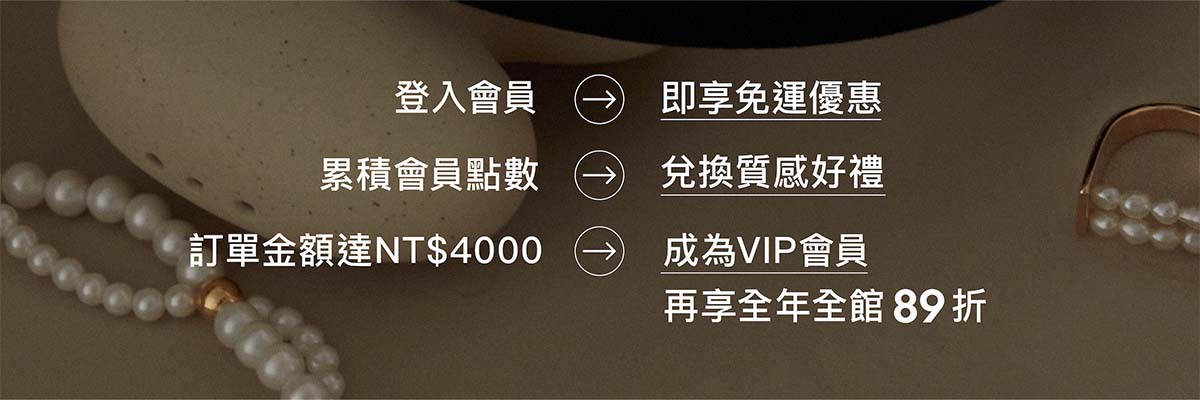 登入會員 → 即享免運優惠
累積會員點數 → 兌換質感好禮
訂單金額達NT$4000 → 成為VIP會員
再享全年全館89折